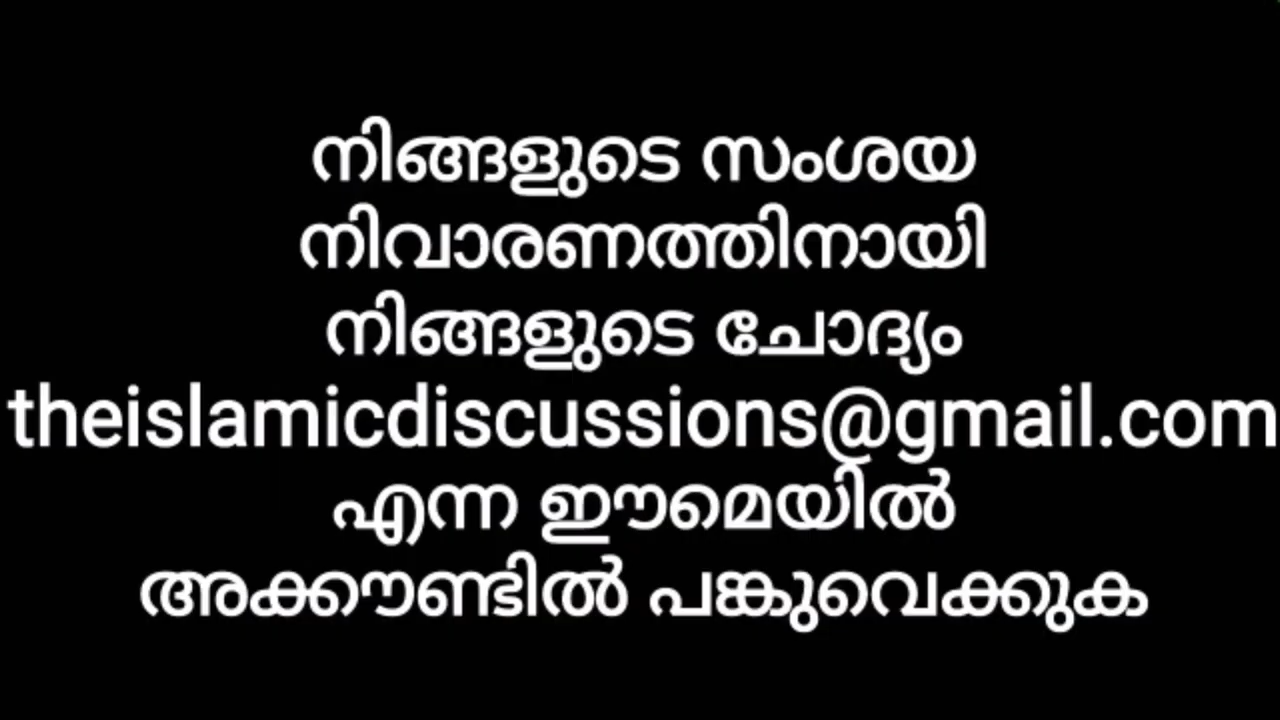 നിങ്ങളുടെ സംശയ
നിവാരണത്തിനായി
നിങ്ങളുടെ ചോദ്യം
theislamicdiscussions@gmail.com
എന്ന ഈമെയിൽ
അക്കൗണ്ടിൽ പങ്കുവെക്കുക